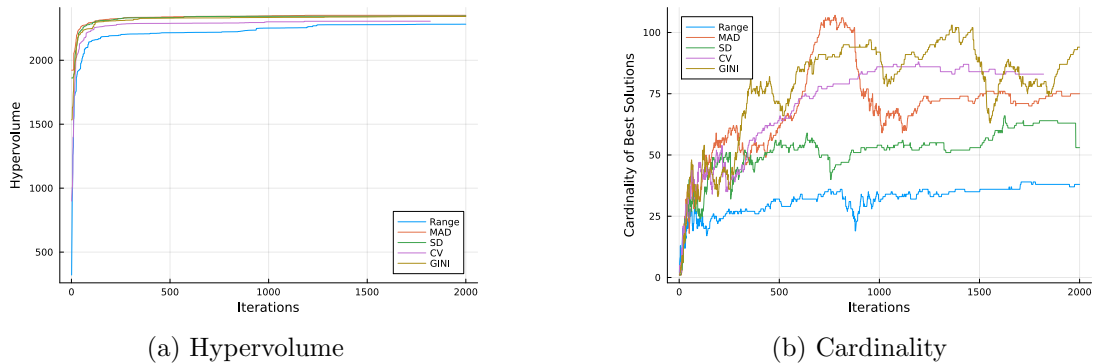 Hypervolume
2000
1500
1000
500
Range
MAD
SD
CV
GINI
0
500
1000
1500
2000
Iterations
(a) Hypervolume
Cardinality of Best Solutions
100
75
50
25
0
Range
MAD
SD
CV
GINI
0
500
1000
1500
2000
Iterations
(b) Cardinality